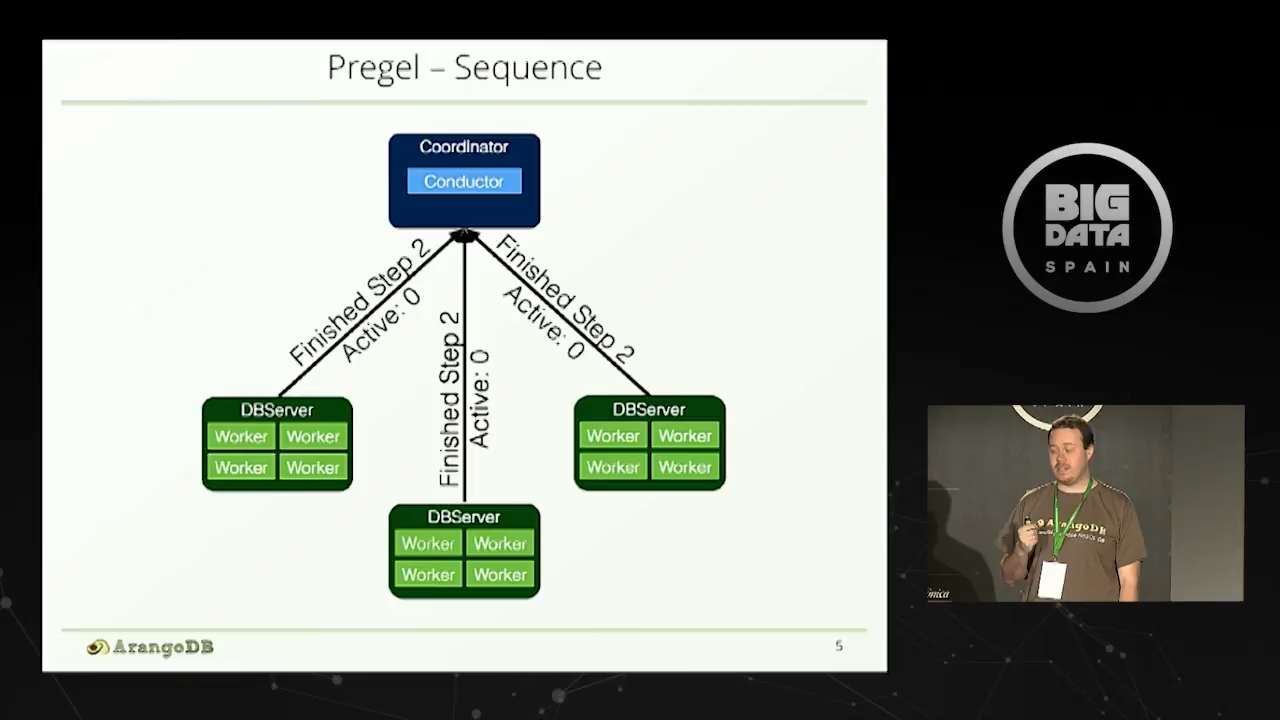 Pregel – Sequence
Coordinator
Conductor
Finished Step 2
Active: 0
Finished Step 2
Active: 0
Finished Step 2
Active: 0
DBServer
Worker Worker
Worker Worker
DBServer
Worker Worker
Worker Worker
DBServer
Worker Worker
Worker Worker
ArangoDB
5
BIG
DATA
SPAIN
ArangoDB